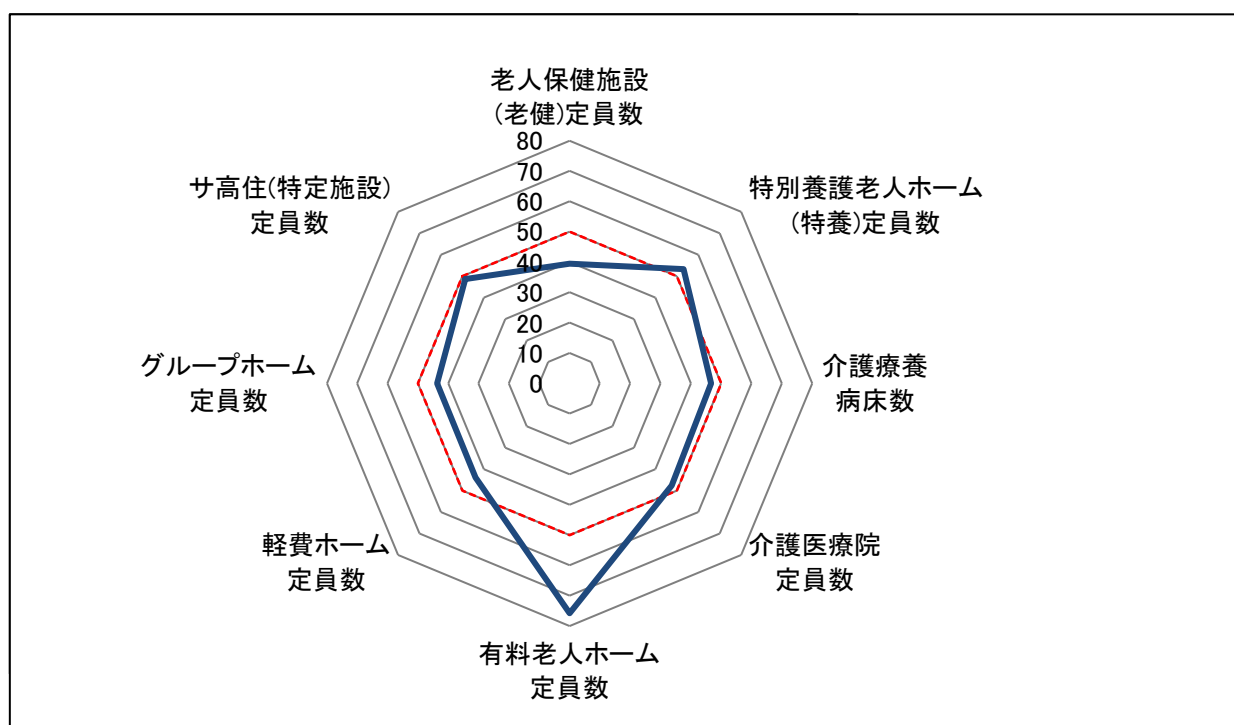 老人保健施設
(老健)定員数
特別養護老人ホーム
(特養)定員数
介護療養
病床数
介護医療院
定員数
有料老人ホーム
定員数
軽費ホーム
定員数
グループホーム
定員数
サ高住(特定施設)
定員数
80
70
60
50
40
30
20
10
0